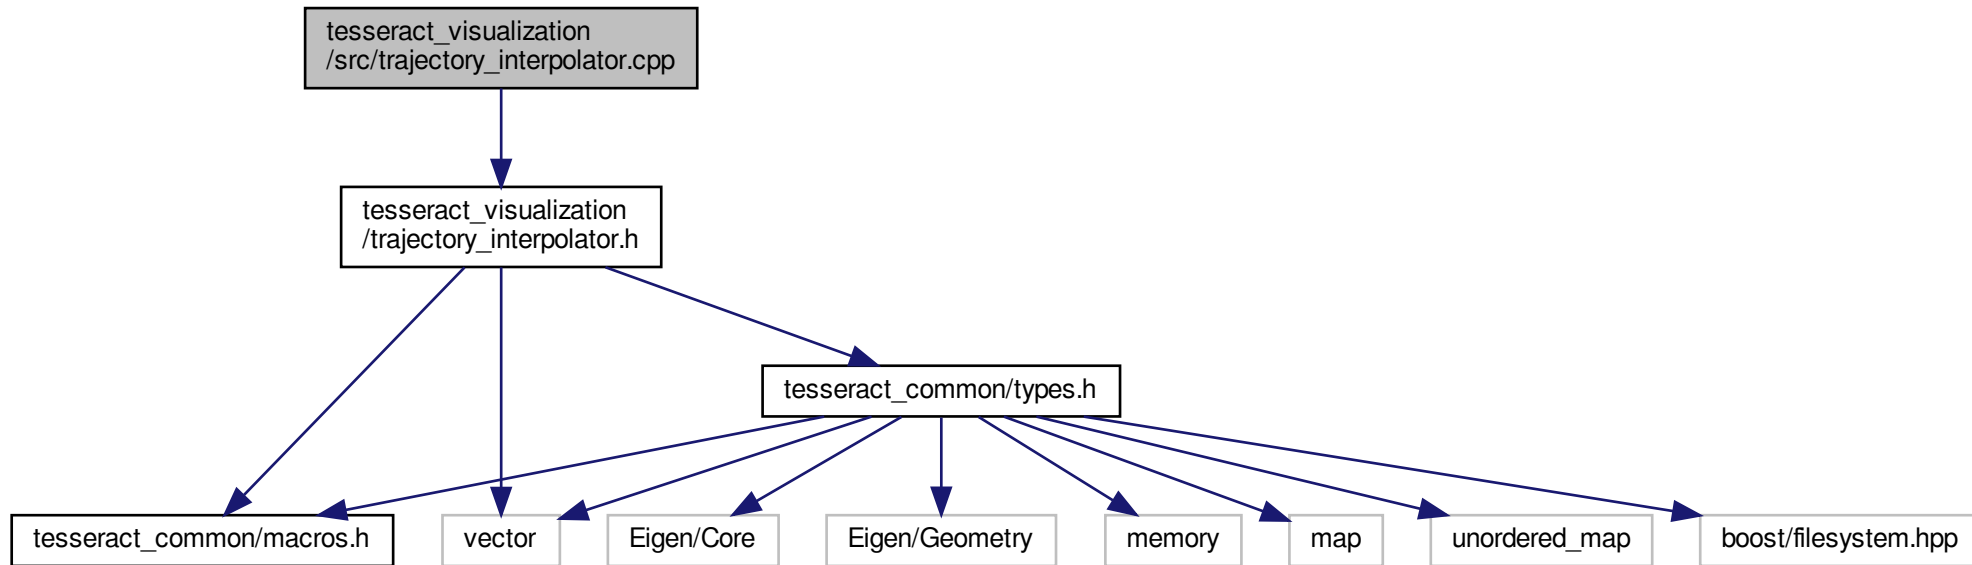 tesseract_visualization
/src/trajectory_interpolator.cpp
tesseract_visualization
/trajectory_interpolator.h
tesseract_common/types.h
tesseract_common/macros.h
vector
Eigen/Core
Eigen/Geometry
memory
map
unordered_map
boost/filesystem.hpp